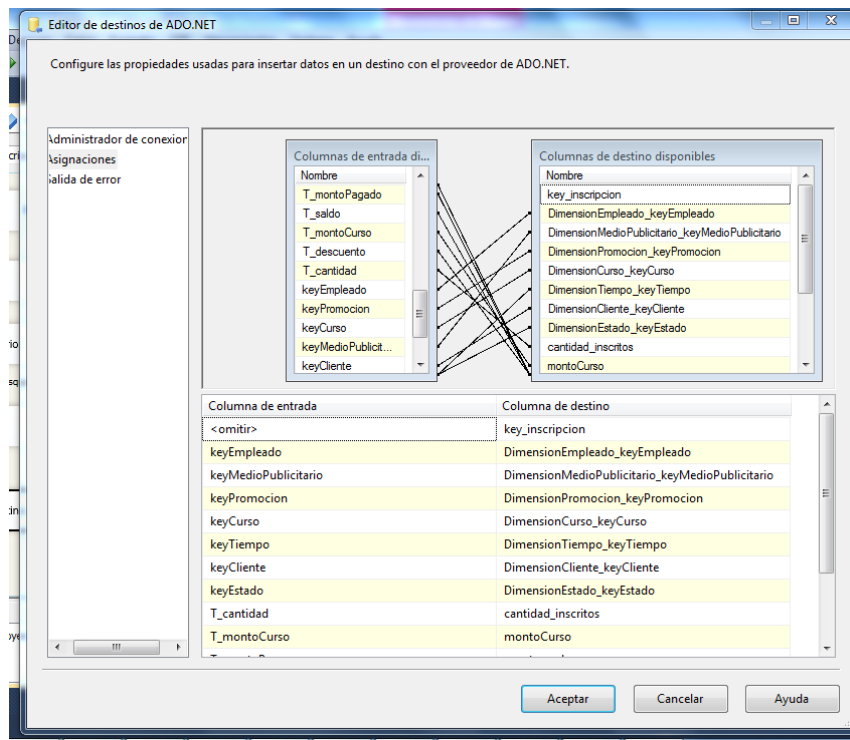 Editor de destinos de ADO.NET
Configure las propiedades usadas para insertar datos en un destino con el proveedor de ADO.NET.
Administrador de conexion
Asignaciones
Salida de error
Columnas de entrada di...
Nombre
T_montoPagado
T_saldo
T_montoCurso
T_descuento
T_cantidad
keyEmpleado
keyPromocion
keyCurso
keyMedioPublicit...
keyCliente
Columnas de destino disponibles
Nombre
key_inscripcion
DimensionEmpleado_keyEmpleado
DimensionMedioPublicitario_keyMedioPublicitario
DimensionPromocion_keyPromocion
DimensionCurso_keyCurso
DimensionTiempo_keyTiempo
DimensionCliente_keyCliente
DimensionEstado_keyEstado
cantidad_inscritos
montoCurso
Columna de entrada Columna de destino
<omitir> key_inscripcion
keyEmpleado DimensionEmpleado_keyEmpleado
keyMedioPublicitario DimensionMedioPublicitario_keyMedioPublicitario
keyPromocion DimensionPromocion_keyPromocion
keyCurso DimensionCurso_keyCurso
keyTiempo DimensionTiempo_keyTiempo
keyCliente DimensionCliente_keyCliente
keyEstado DimensionEstado_keyEstado
T_cantidad cantidad_inscritos
T_montoCurso montoCurso
Aceptar Cancelar Ayuda